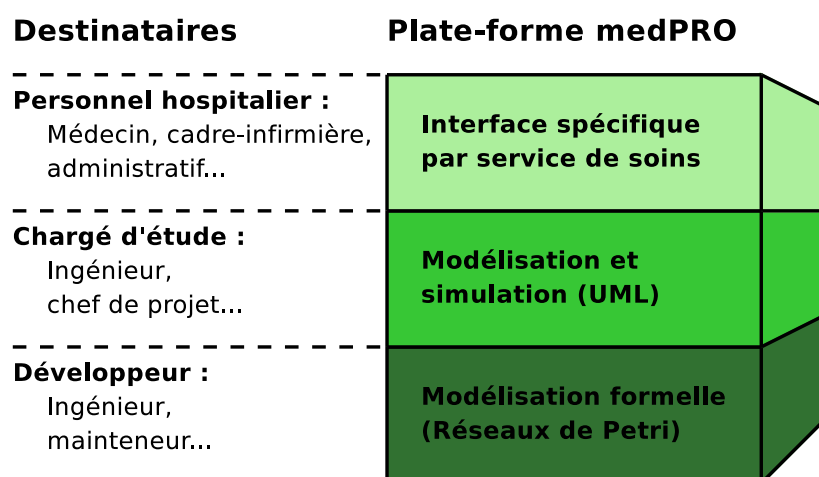 Destinataires
Plate-forme medPRO
Personnel hospitalier :
Médecin, cadre-infirmière,
administratif...
Interface spécifique
par service de soins
Chargé d'étude :
Ingénieur,
chef de projet...
Modélisation et
simulation (UML)
Développeur :
Ingénieur,
mainteneur...
Modélisation formelle
(Réseaux de Petri)